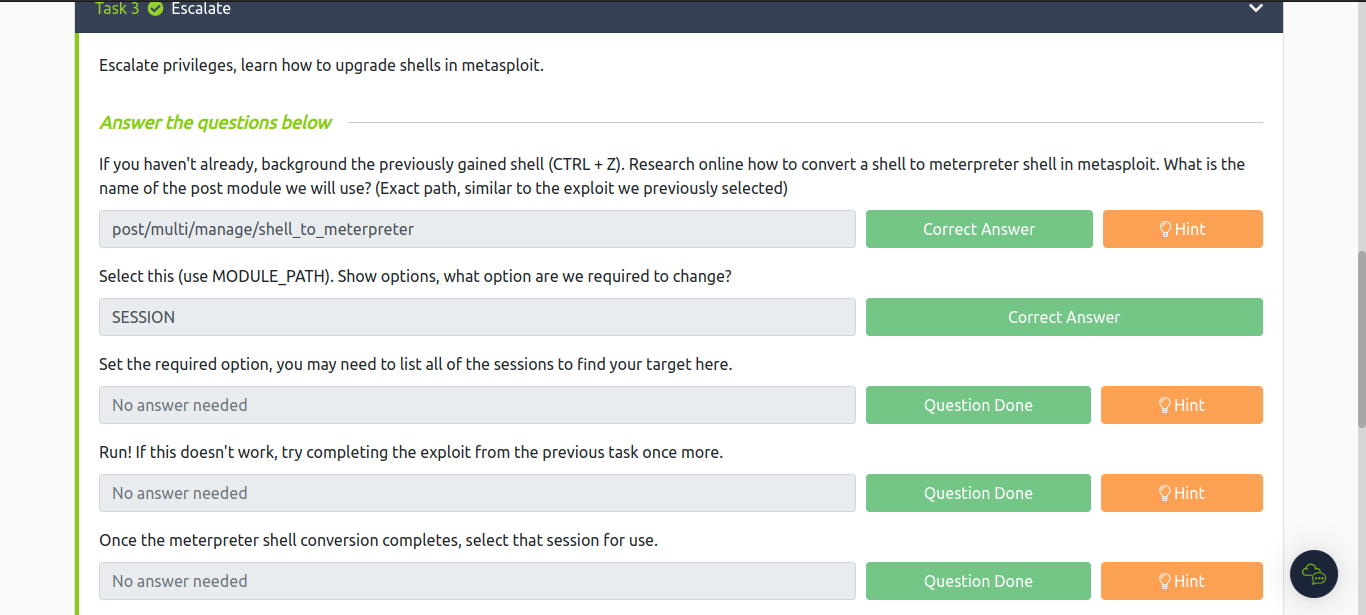 Task 3 Escalate
Escalate privileges, learn how to upgrade shells in metasploit.
Answer the questions below
If you haven't already, background the previously gained shell (CTRL + Z). Research online how to convert a shell to meterpreter shell in metasploit. What is the
name of the post module we will use? (Exact path, similar to the exploit we previously selected)
post/multi/manage/shell_to_meterpreter Correct Answer Hint
Select this (use MODULE_PATH). Show options, what option are we required to change?
SESSION Correct Answer
Set the required option, you may need to list all of the sessions to find your target here.
No answer needed Question Done Hint
Run! If this doesn't work, try completing the exploit from the previous task once more.
No answer needed Question Done Hint
Once the meterpreter shell conversion completes, select that session for use.
No answer needed Question Done Hint